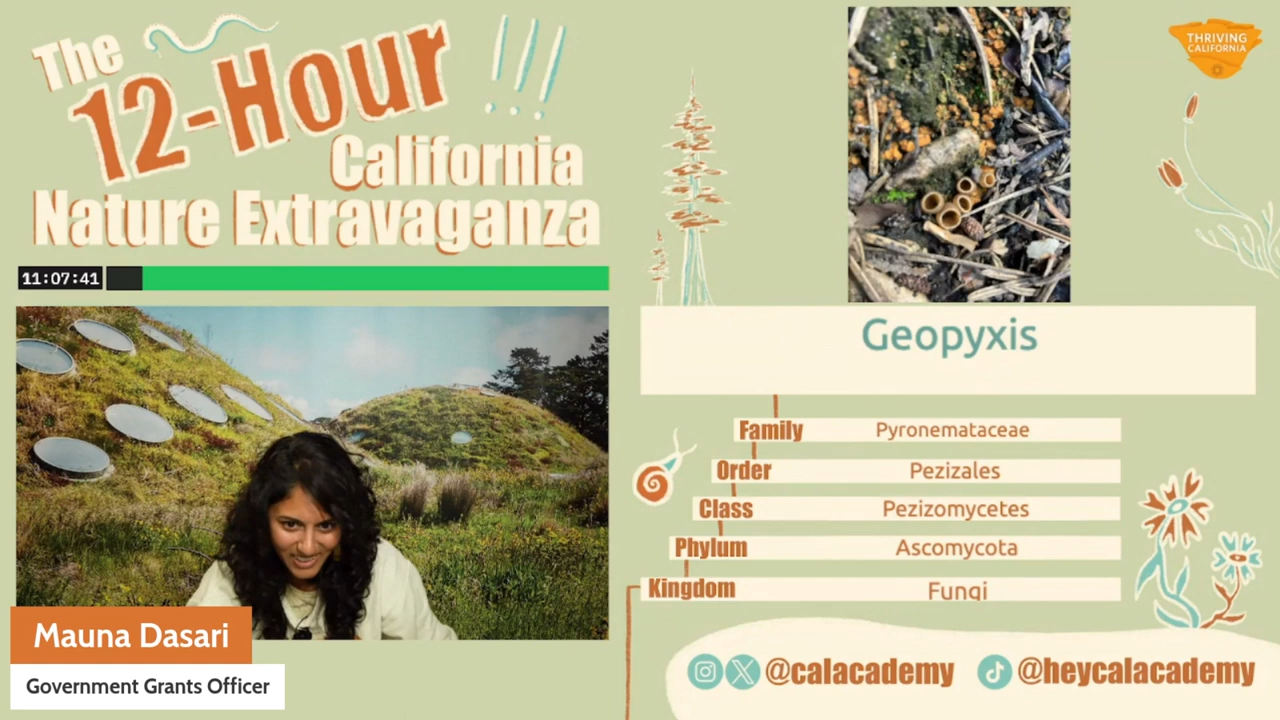 The
12-Hour
!!!
California
Nature Extravaganza
11:07:41
THRIVING
CALIFORNIA
Geopyxis
Family Pyronemataceae
Order Pezizales
Class Pezizomycetes
Phylum Ascomycota
Kingdom Fungi
Mauna Dasari
Government Grants Officer
@calacademy @heycalacademy